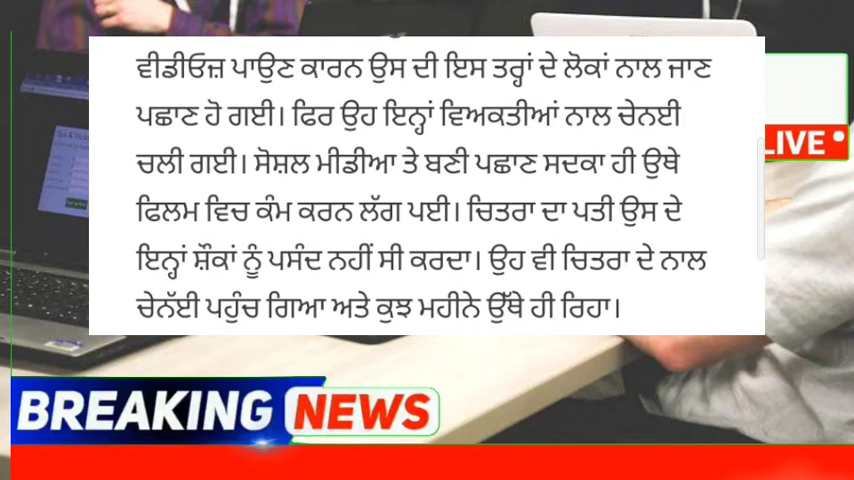 ਵੀਡੀਓਜ਼ ਪਾਉਣ ਕਾਰਨ ਉਸ ਦੀ ਇਸ ਤਰ੍ਹਾਂ ਦੇ ਲੋਕਾਂ ਨਾਲ ਜਾਣ
ਪਛਾਣ ਹੋ ਗਈ। ਫਿਰ ਉਹ ਇਨ੍ਹਾਂ ਵਿਅਕਤੀਆਂ ਨਾਲ ਚੇਨਈ
ਚਲੀ ਗਈ। ਸੋਸ਼ਲ ਮੀਡੀਆ ਤੇ ਬਣੀ ਪਛਾਣ ਸਦਕਾ ਹੀ ਉਥੇ
ਫਿਲਮ ਵਿਚ ਕੰਮ ਕਰਨ ਲੱਗ ਪਈ। ਚਿਤਰਾ ਦਾ ਪਤੀ ਉਸ ਦੇ
ਇਨ੍ਹਾਂ ਸ਼ੌਕਾਂ ਨੂੰ ਪਸੰਦ ਨਹੀਂ ਸੀ ਕਰਦਾ। ਉਹ ਵੀ ਚਿਤਰਾ ਦੇ ਨਾਲ
ਚੇਨੱਈ ਪਹੁੰਚ ਗਿਆ ਅਤੇ ਕੁਝ ਮਹੀਨੇ ਉੱਥੇ ਹੀ ਰਿਹਾ।
LIVE
BREAKING NEWS